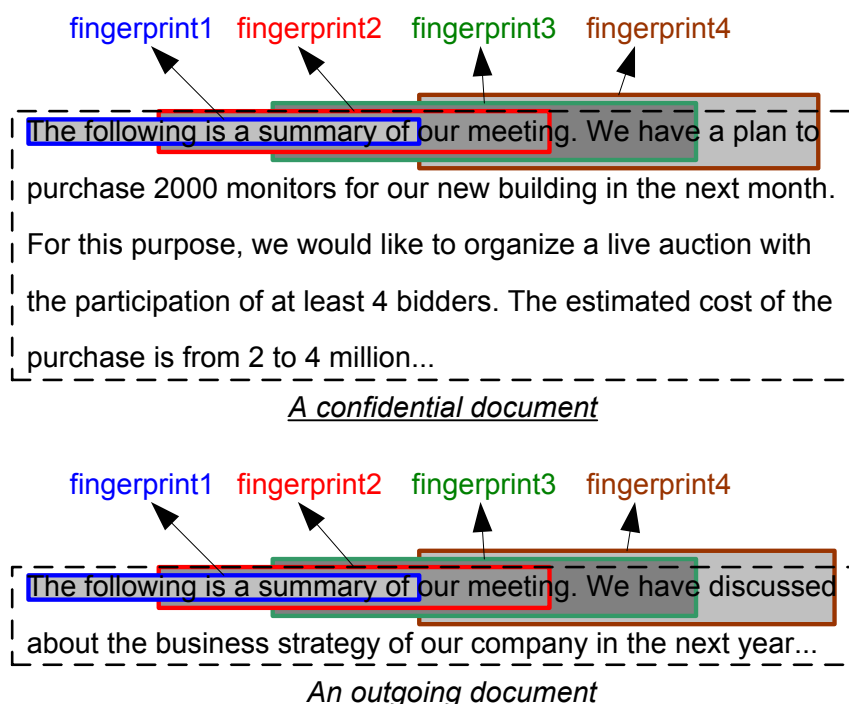 fingerprint1 fingerprint2 fingerprint3 fingerprint4
The following is a summary of our meeting. We have a plan to
purchase 2000 monitors for our new building in the next month.
For this purpose, we would like to organize a live auction with
the participation of at least 4 bidders. The estimated cost of the
purchase is from 2 to 4 million...
A confidential document
fingerprint1 fingerprint2 fingerprint3 fingerprint4
The following is a summary of our meeting. We have discussed
about the business strategy of our company in the next year...
An outgoing document